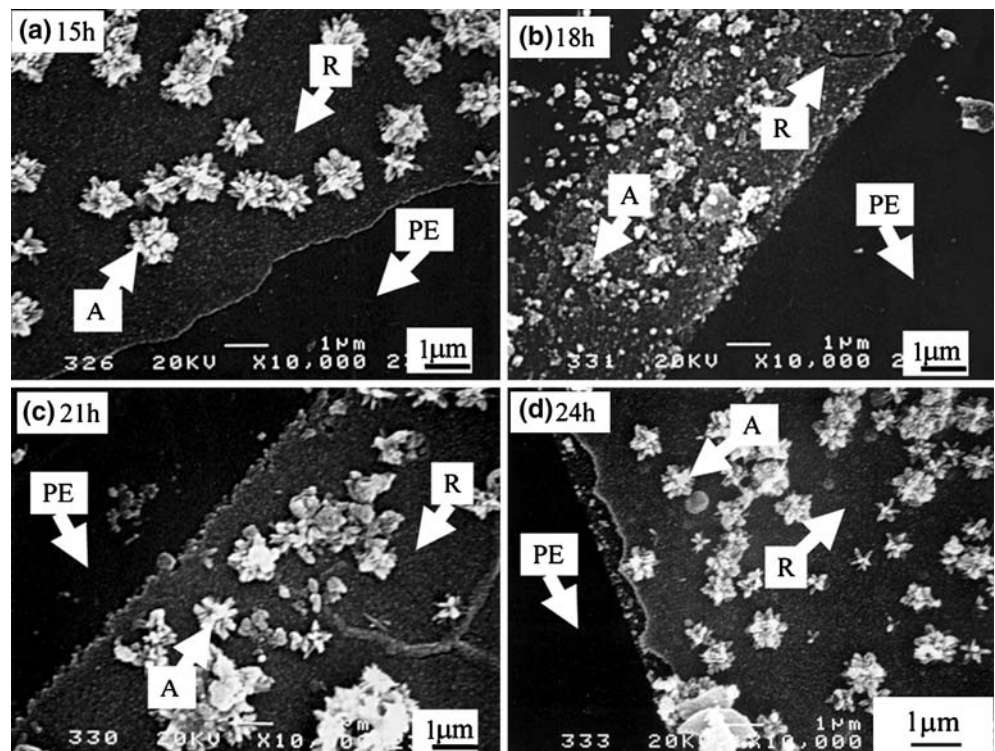 (a) 15h
R
PE
A
1μm
326 20KV X10,000 1μm
(b) 18h
R
A
PE
1μm
331 20KV X10,000 1μm
(c) 21h
R
PE
A
1μm
330 20KV
(d) 24h
A
R
PE
1μm
333 20KV 1μm